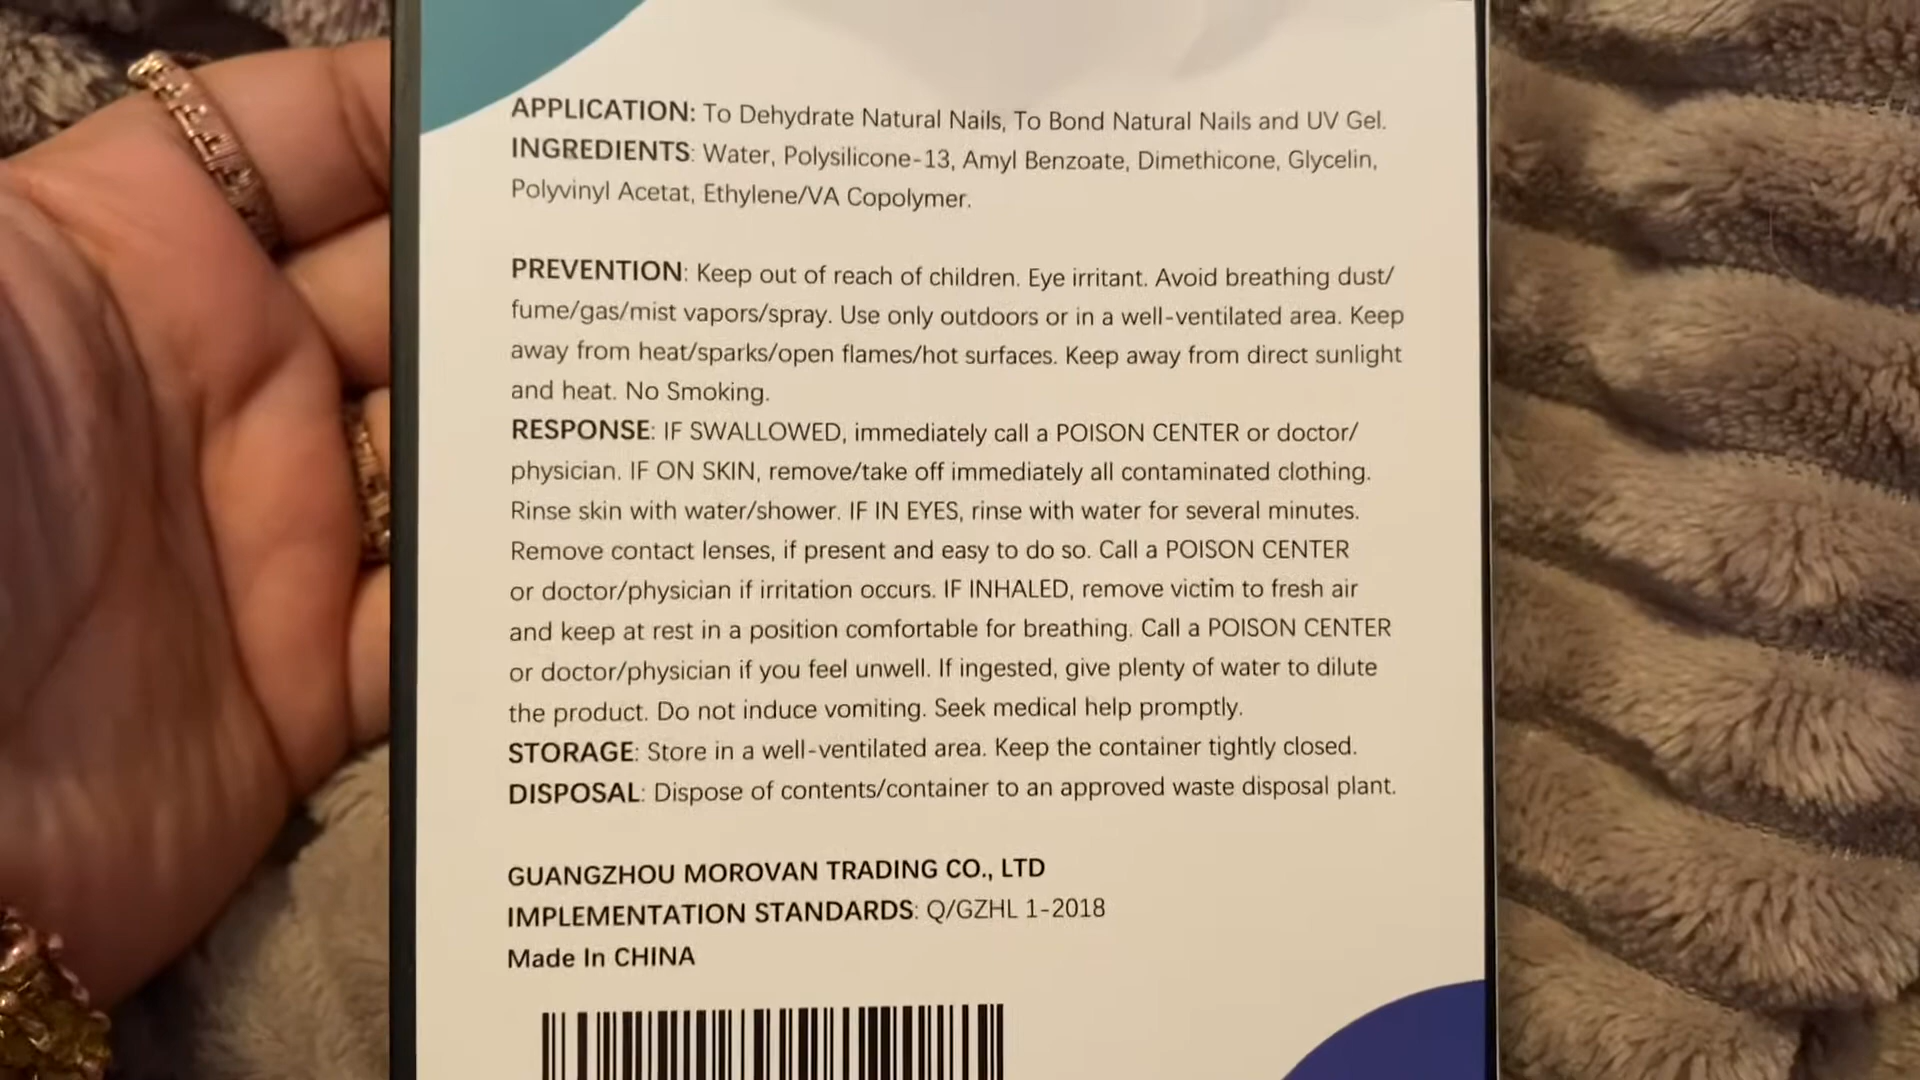 APPLICATION: To Dehydrate Natural Nails, To Bond Natural Nails and UV Gel.
INGREDIENTS: Water, Polysilicone-13, Amyl Benzoate, Dimethicone, Glycelin,
Polyvinyl Acetat, Ethylene/VA Copolymer.
PREVENTION: Keep out of reach of children. Eye irritant. Avoid breathing dust/
fume/gas/mist vapors/spray. Use only outdoors or in a well-ventilated area. Keep
away from heat/sparks/open flames/hot surfaces. Keep away from direct sunlight
and heat. No Smoking.
RESPONSE: IF SWALLOWED, immediately call a POISON CENTER or doctor/
physician. IF ON SKIN, remove/take off immediately all contaminated clothing.
Rinse skin with water/shower. IF IN EYES, rinse with water for several minutes.
Remove contact lenses, if present and easy to do so. Call a POISON CENTER
or doctor/physician if irritation occurs. IF INHALED, remove victim to fresh air
and keep at rest in a position comfortable for breathing. Call a POISON CENTER
or doctor/physician if you feel unwell. If ingested, give plenty of water to dilute
the product. Do not induce vomiting. Seek medical help promptly.
STORAGE: Store in a well-ventilated area. Keep the container tightly closed.
DISPOSAL: Dispose of contents/container to an approved waste disposal plant.
GUANGZHOU MOROVAN TRADING CO., LTD
IMPLEMENTATION STANDARDS: Q/GZHL 1-2018
Made In CHINA